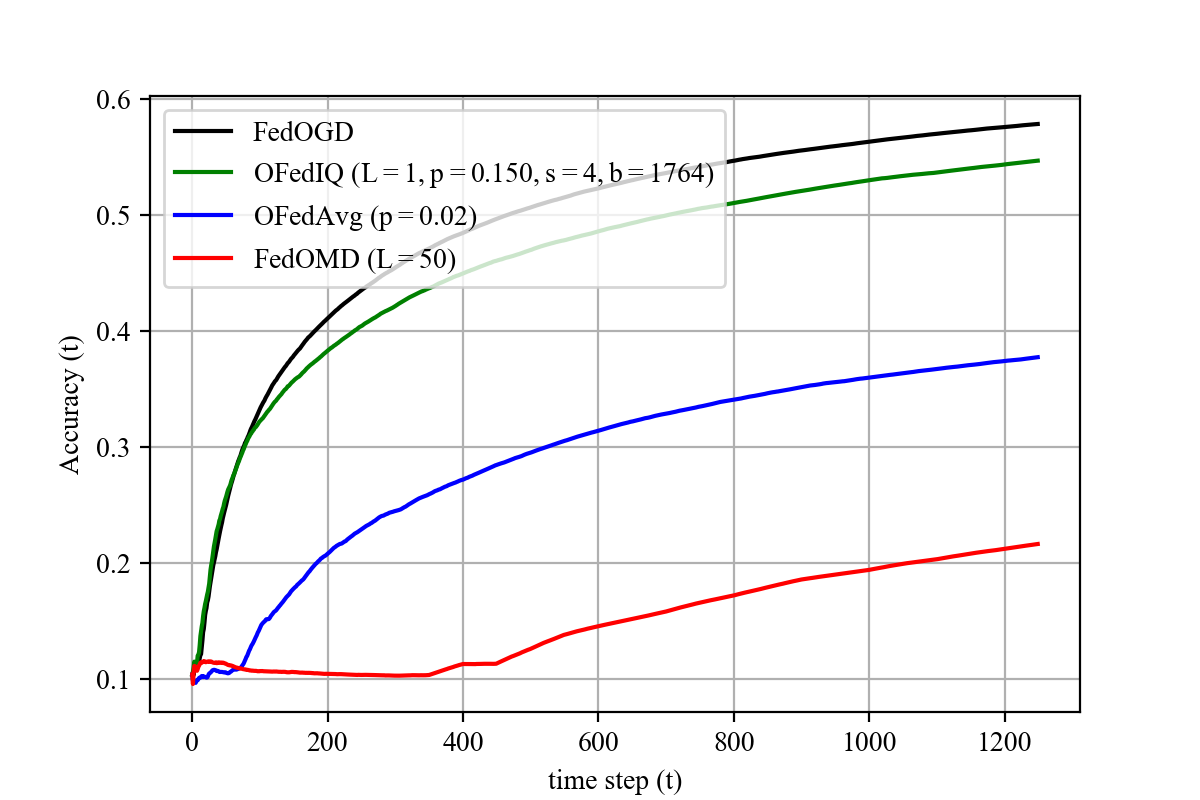 0.6
0.5
0.4
0.3
0.2
0.1
Accuracy (t)
FedOGD
OFedIQ (L = 1, p = 0.150, s = 4, b = 1764)
OFedAvg (p = 0.02)
FedOMD (L = 50)
0 200 400 600 800 1000 1200
time step (t)